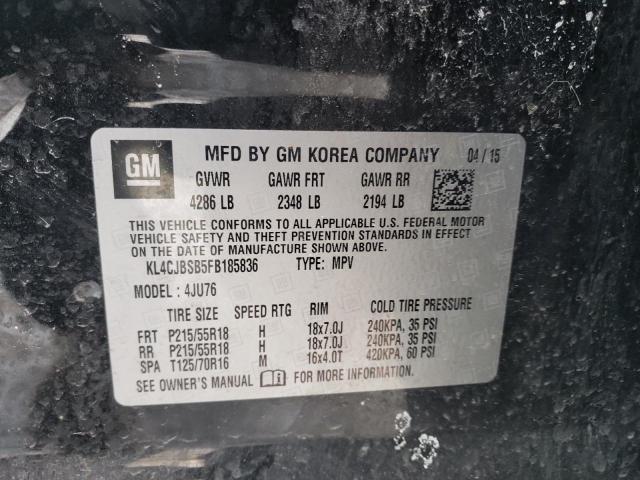 GM MFD BY GM KOREA COMPANY 04 / 15
GVWR GAWR FRT GAWR RR
4286 LB 2348 LB 2194 LB
THIS VEHICLE CONFORMS TO ALL APPLICABLE U.S. FEDERAL MOTOR
VEHICLE SAFETY AND THEFT PREVENTION STANDARDS IN EFFECT
ON THE DATE OF MANUFACTURE SHOWN ABOVE.
KL4CJBSB5FB185836 TYPE: MPV
MODEL : 4JU76
TIRE SIZE SPEED RTG RIM COLD TIRE PRESSURE
FRT P215/55R18 H 18x7.0J 240KPA, 35 PSI
RR P215/55R18 H 18x7.0J 240KPA, 35 PSI
SPA T125/70R16 M 16x4.0T 420KPA, 60 PSI
SEE OWNER'S MANUAL FOR MORE INFORMATION.